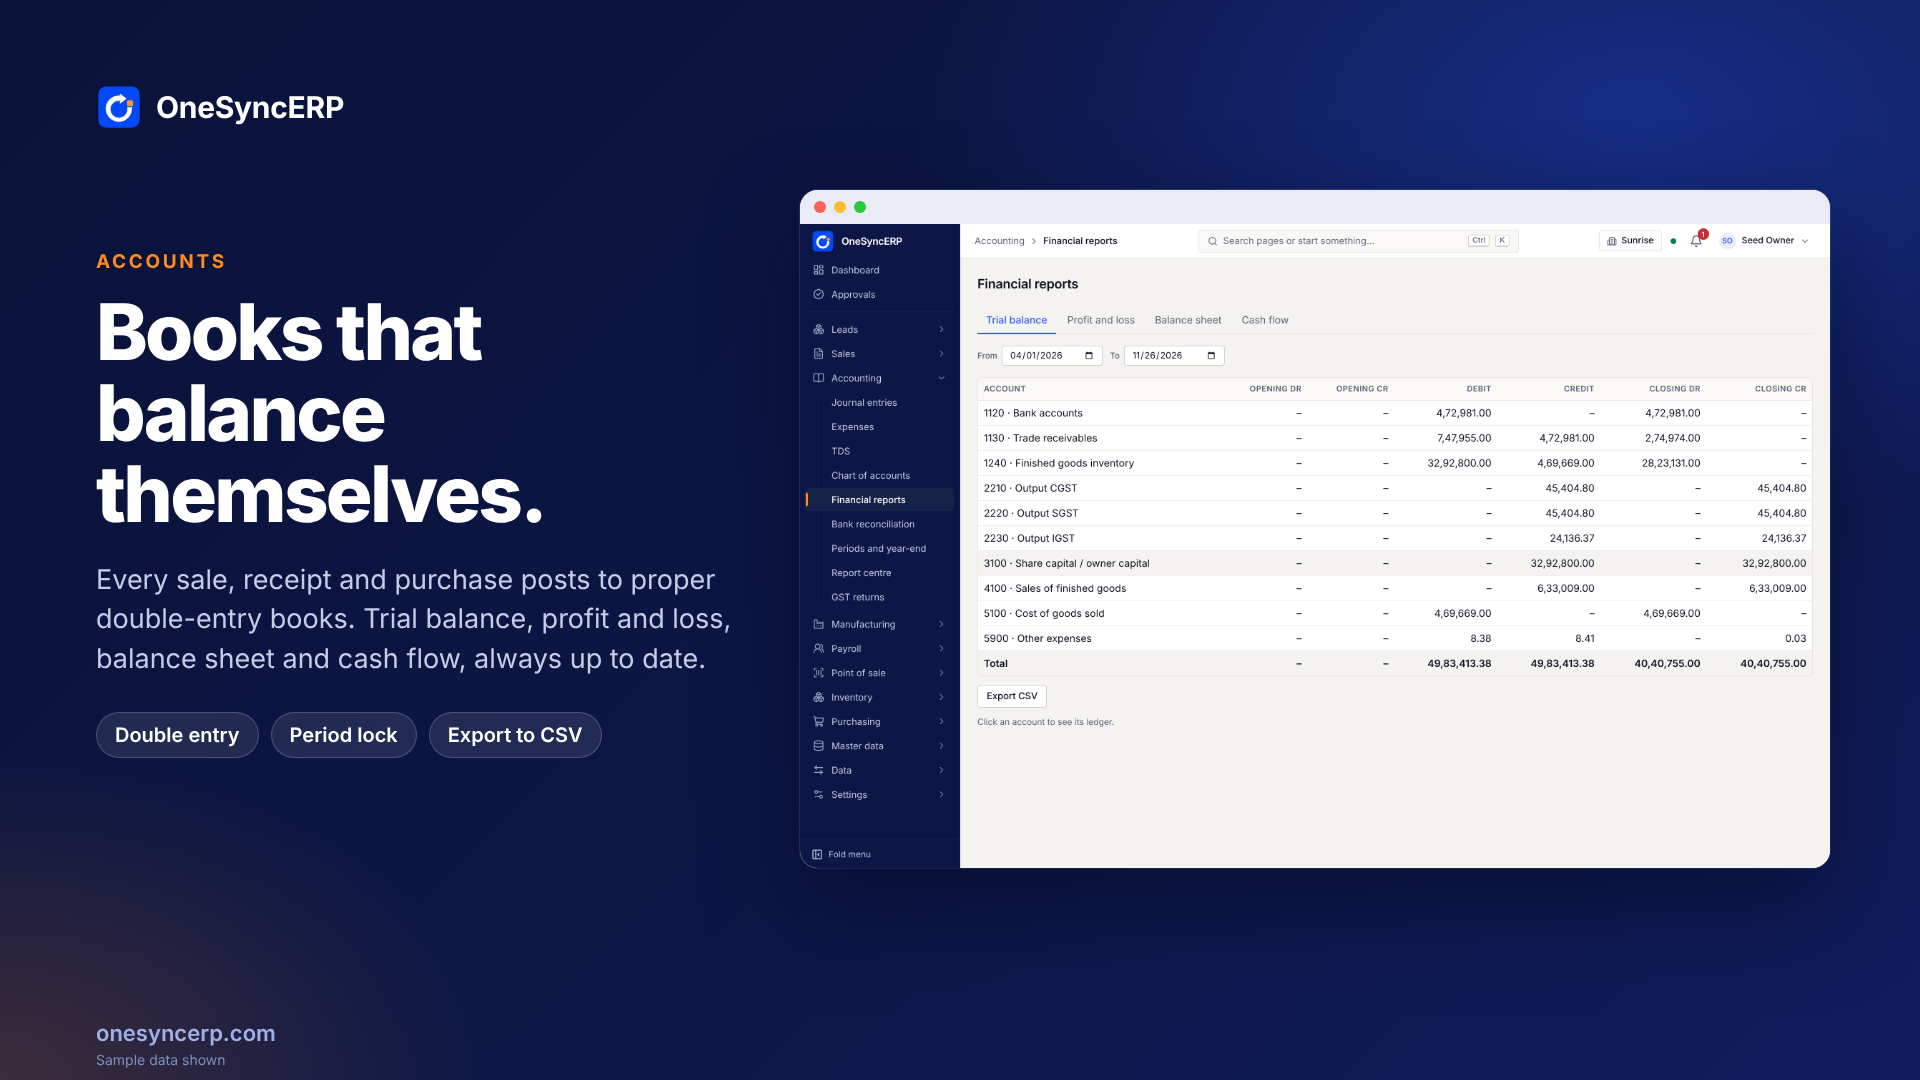 OneSyncERP
ACCOUNTS
Books that
balance
themselves.
Every sale, receipt and purchase posts to proper
double-entry books. Trial balance, profit and loss,
balance sheet and cash flow, always up to date.
Double entry Period lock Export to CSV
onesyncerp.com
Sample data shown
OneSyncERP
Dashboard
Approvals
Leads
Sales
Accounting
Journal entries
Expenses
TDS
Chart of accounts
Financial reports
Bank reconciliation
Periods and year-end
Report centre
GST returns
Manufacturing
Payroll
Point of sale
Inventory
Purchasing
Master data
Data
Settings
Fold menu
Accounting > Financial reports Search pages or start something... Ctrl K Sunrise 1 SO Seed Owner
Financial reports
Trial balance Profit and loss Balance sheet Cash flow
From 04/01/2026 To 11/26/2026
ACCOUNT OPENING DR OPENING CR DEBIT CREDIT CLOSING DR CLOSING CR
1120 · Bank accounts – – 4,72,981.00 – 4,72,981.00 –
1130 · Trade receivables – – 7,47,955.00 4,72,981.00 2,74,974.00 –
1240 · Finished goods inventory – – 32,92,800.00 4,69,669.00 28,23,131.00 –
2210 · Output CGST – – – 45,404.80 – 45,404.80
2220 · Output SGST – – – 45,404.80 – 45,404.80
2230 · Output IGST – – – 24,136.37 – 24,136.37
3100 · Share capital / owner capital – – – 32,92,800.00 – 32,92,800.00
4100 · Sales of finished goods – – – 6,33,009.00 – 6,33,009.00
5100 · Cost of goods sold – – 4,69,669.00 – 4,69,669.00 –
5900 · Other expenses – – 8.38 8.41 – 0.03
Total – – 49,83,413.38 49,83,413.38 40,40,755.00 40,40,755.00
Export CSV
Click an account to see its ledger.